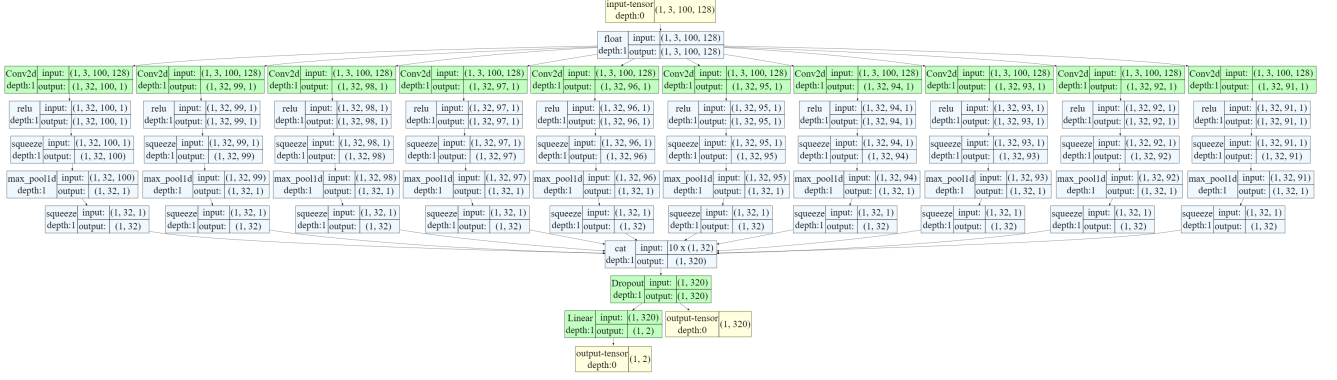 input-tensor depth:0 (1, 3, 100, 128)
float depth:1 input: (1, 3, 100, 128) output: (1, 3, 100, 128)
Conv2d depth:1 input: (1, 3, 100, 128) output: (1, 32, 100, 1)
Conv2d depth:1 input: (1, 3, 100, 128) output: (1, 32, 99, 1)
Conv2d depth:1 input: (1, 3, 100, 128) output: (1, 32, 98, 1)
Conv2d depth:1 input: (1, 3, 100, 128) output: (1, 32, 97, 1)
Conv2d depth:1 input: (1, 3, 100, 128) output: (1, 32, 96, 1)
Conv2d depth:1 input: (1, 3, 100, 128) output: (1, 32, 95, 1)
Conv2d depth:1 input: (1, 3, 100, 128) output: (1, 32, 94, 1)
Conv2d depth:1 input: (1, 3, 100, 128) output: (1, 32, 93, 1)
Conv2d depth:1 input: (1, 3, 100, 128) output: (1, 32, 92, 1)
Conv2d depth:1 input: (1, 3, 100, 128) output: (1, 32, 91, 1)
relu depth:1 input: (1, 32, 100, 1) output: (1, 32, 100, 1)
relu depth:1 input: (1, 32, 99, 1) output: (1, 32, 99, 1)
relu depth:1 input: (1, 32, 98, 1) output: (1, 32, 98, 1)
relu depth:1 input: (1, 32, 97, 1) output: (1, 32, 97, 1)
relu depth:1 input: (1, 32, 96, 1) output: (1, 32, 96, 1)
relu depth:1 input: (1, 32, 95, 1) output: (1, 32, 95, 1)
relu depth:1 input: (1, 32, 94, 1) output: (1, 32, 94, 1)
relu depth:1 input: (1, 32, 93, 1) output: (1, 32, 93, 1)
relu depth:1 input: (1, 32, 92, 1) output: (1, 32, 92, 1)
relu depth:1 input: (1, 32, 91, 1) output: (1, 32, 91, 1)
squeeze depth:1 input: (1, 32, 100, 1) output: (1, 32, 100)
squeeze depth:1 input: (1, 32, 99, 1) output: (1, 32, 99)
squeeze depth:1 input: (1, 32, 98, 1) output: (1, 32, 98)
squeeze depth:1 input: (1, 32, 97, 1) output: (1, 32, 97)
squeeze depth:1 input: (1, 32, 96, 1) output: (1, 32, 96)
squeeze depth:1 input: (1, 32, 95, 1) output: (1, 32, 95)
squeeze depth:1 input: (1, 32, 94, 1) output: (1, 32, 94)
squeeze depth:1 input: (1, 32, 93, 1) output: (1, 32, 93)
squeeze depth:1 input: (1, 32, 92, 1) output: (1, 32, 92)
squeeze depth:1 input: (1, 32, 91, 1) output: (1, 32, 91)
max_pool1d depth:1 input: (1, 32, 100) output: (1, 32, 1)
max_pool1d depth:1 input: (1, 32, 99) output: (1, 32, 1)
max_pool1d depth:1 input: (1, 32, 98) output: (1, 32, 1)
max_pool1d depth:1 input: (1, 32, 97) output: (1, 32, 1)
max_pool1d depth:1 input: (1, 32, 96) output: (1, 32, 1)
max_pool1d depth:1 input: (1, 32, 95) output: (1, 32, 1)
max_pool1d depth:1 input: (1, 32, 94) output: (1, 32, 1)
max_pool1d depth:1 input: (1, 32, 93) output: (1, 32, 1)
max_pool1d depth:1 input: (1, 32, 92) output: (1, 32, 1)
max_pool1d depth:1 input: (1, 32, 91) output: (1, 32, 1)
squeeze depth:1 input: (1, 32, 1) output: (1, 32)
squeeze depth:1 input: (1, 32, 1) output: (1, 32)
squeeze depth:1 input: (1, 32, 1) output: (1, 32)
squeeze depth:1 input: (1, 32, 1) output: (1, 32)
squeeze depth:1 input: (1, 32, 1) output: (1, 32)
squeeze depth:1 input: (1, 32, 1) output: (1, 32)
squeeze depth:1 input: (1, 32, 1) output: (1, 32)
squeeze depth:1 input: (1, 32, 1) output: (1, 32)
squeeze depth:1 input: (1, 32, 1) output: (1, 32)
squeeze depth:1 input: (1, 32, 1) output: (1, 32)
cat depth:1 input: 10 x (1, 32) output: (1, 320)
Dropout depth:1 input: (1, 320) output: (1, 320)
Linear depth:1 input: (1, 320) output: (1, 2)
output-tensor depth:0 (1, 320)
output-tensor depth:0 (1, 2)